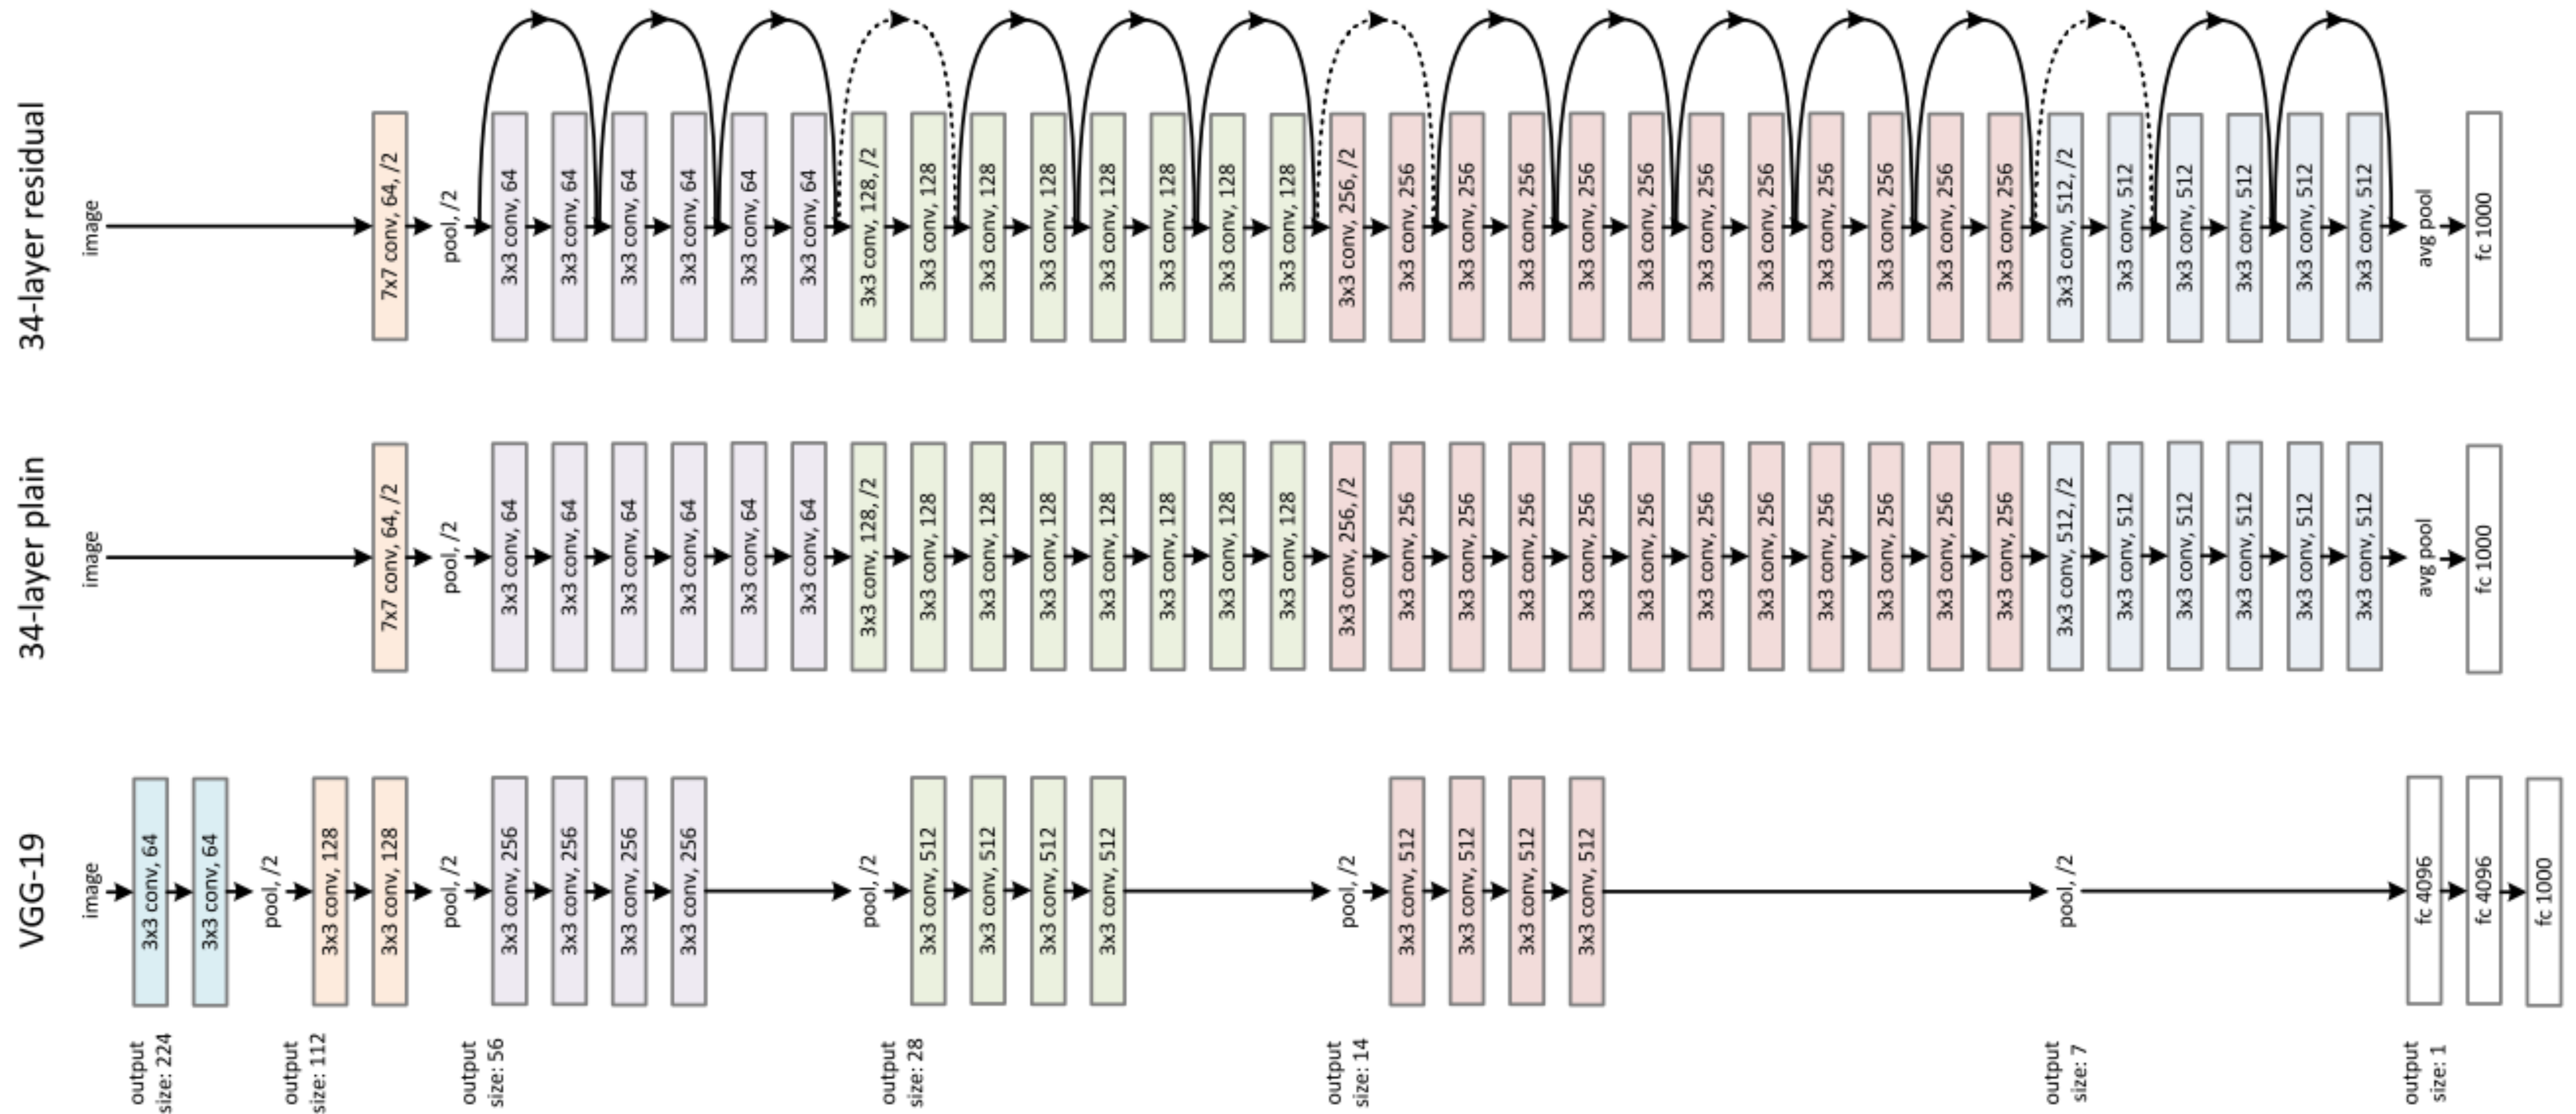 output
size: 224
output
size: 112
output
size: 56
output
size: 28
output
size: 14
output
size: 7
output
size: 1
VGG-19
image
3x3 conv, 64
3x3 conv, 64
pool, /2
3x3 conv, 128
3x3 conv, 128
pool, /2
3x3 conv, 256
3x3 conv, 256
3x3 conv, 256
3x3 conv, 256
pool, /2
3x3 conv, 512
3x3 conv, 512
3x3 conv, 512
3x3 conv, 512
pool, /2
3x3 conv, 512
3x3 conv, 512
3x3 conv, 512
3x3 conv, 512
pool, /2
fc 4096
fc 4096
fc 1000
34-layer plain
image
7x7 conv, 64, /2
pool, /2
3x3 conv, 64
3x3 conv, 64
3x3 conv, 64
3x3 conv, 64
3x3 conv, 64
3x3 conv, 64
3x3 conv, 128, /2
3x3 conv, 128
3x3 conv, 128
3x3 conv, 128
3x3 conv, 128
3x3 conv, 128
3x3 conv, 128
3x3 conv, 128
3x3 conv, 256, /2
3x3 conv, 256
3x3 conv, 256
3x3 conv, 256
3x3 conv, 256
3x3 conv, 256
3x3 conv, 256
3x3 conv, 256
3x3 conv, 256
3x3 conv, 256
3x3 conv, 256
3x3 conv, 256
3x3 conv, 512, /2
3x3 conv, 512
3x3 conv, 512
3x3 conv, 512
3x3 conv, 512
3x3 conv, 512
avg pool
fc 1000
34-layer residual
image
7x7 conv, 64, /2
pool, /2
3x3 conv, 64
3x3 conv, 64
3x3 conv, 64
3x3 conv, 64
3x3 conv, 64
3x3 conv, 64
3x3 conv, 128, /2
3x3 conv, 128
3x3 conv, 128
3x3 conv, 128
3x3 conv, 128
3x3 conv, 128
3x3 conv, 128
3x3 conv, 128
3x3 conv, 256, /2
3x3 conv, 256
3x3 conv, 256
3x3 conv, 256
3x3 conv, 256
3x3 conv, 256
3x3 conv, 256
3x3 conv, 256
3x3 conv, 256
3x3 conv, 256
3x3 conv, 256
3x3 conv, 256
3x3 conv, 512, /2
3x3 conv, 512
3x3 conv, 512
3x3 conv, 512
3x3 conv, 512
3x3 conv, 512
avg pool
fc 1000